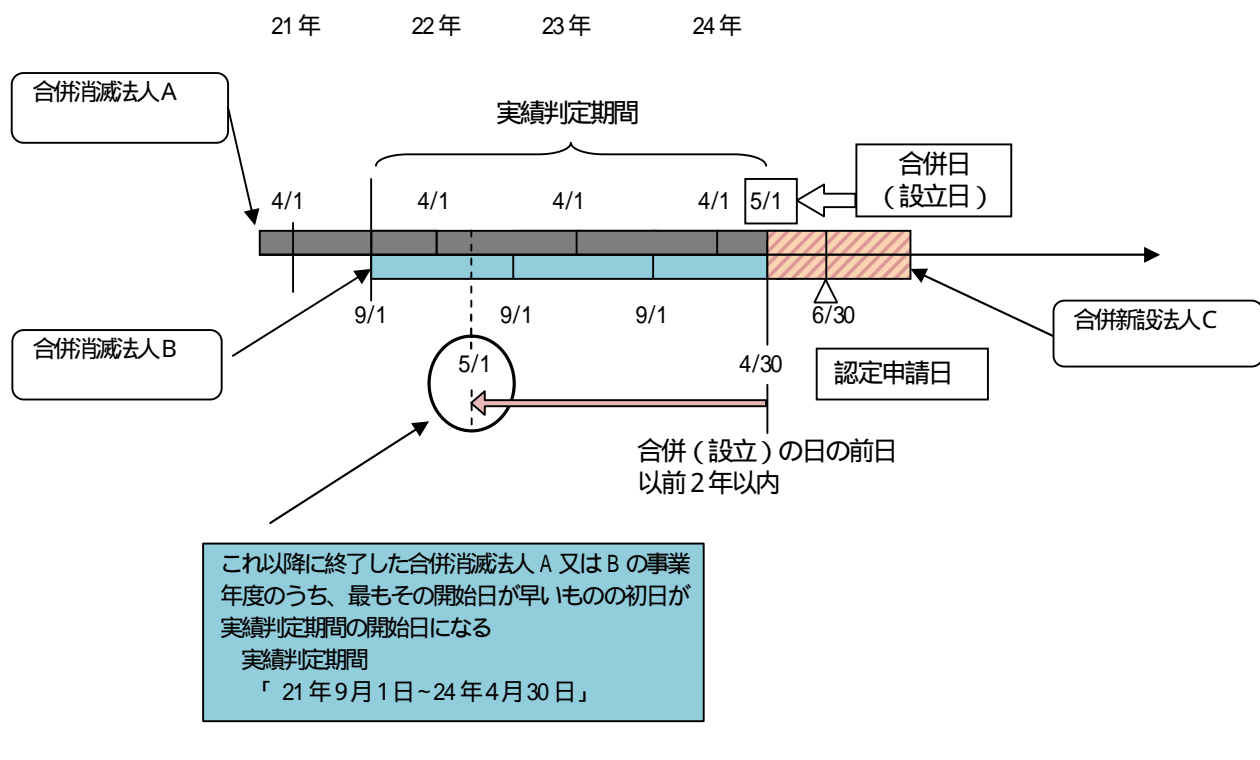 21年 22年 23年 24年
合併消滅法人A
実績判定期間
合併日
（設立日）
4/1 4/1 4/1 4/1 5/1
9/1 9/1 9/1 6/30
合併新設法人C
合併消滅法人B
5/1 4/30 認定申請日
合併（設立）の日の前日
以前2年以内
これ以降に終了した合併消滅法人A又はBの事業
年度のうち、最もその開始日が早いものの初日が
実績判定期間の開始日になる
実績判定期間
「21年9月1日~24年4月30日」